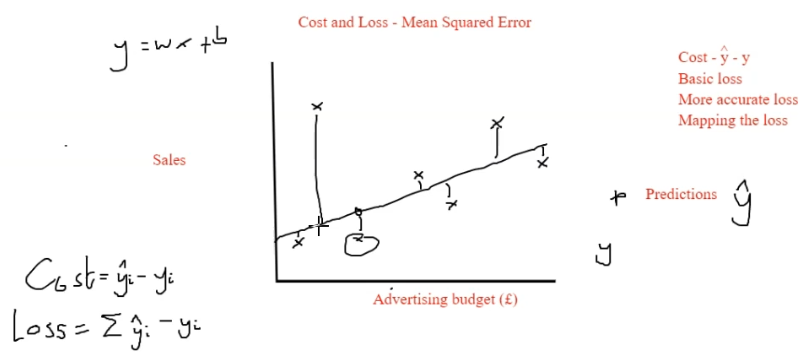 Cost and Loss - Mean Squared Error
y = wx + b
Cost - ŷ - y
Basic loss
More accurate loss
Mapping the loss
Sales
Predictions ŷ
y
Cost = ŷi - yi
Advertising budget (£)
Loss = Σ ŷi - yi